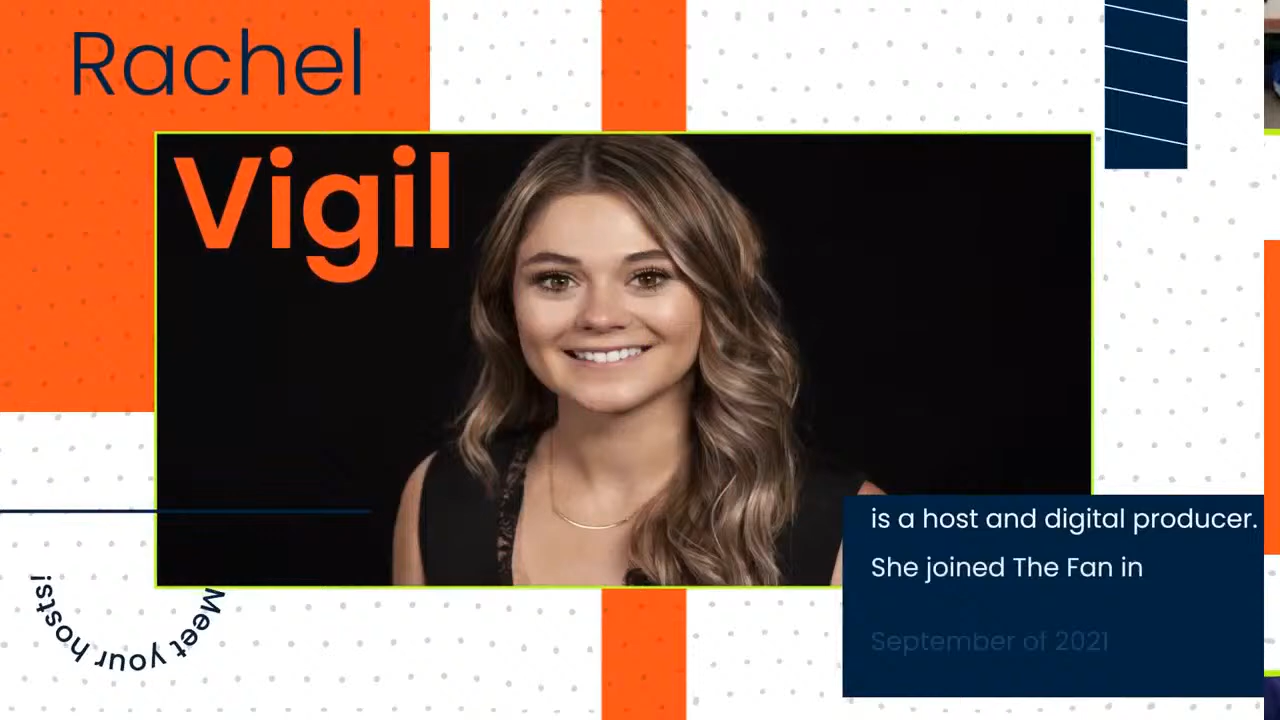 Rachel
Vigil
is a host and digital producer.
She joined The Fan in
September of 2021
Meet your hosts!